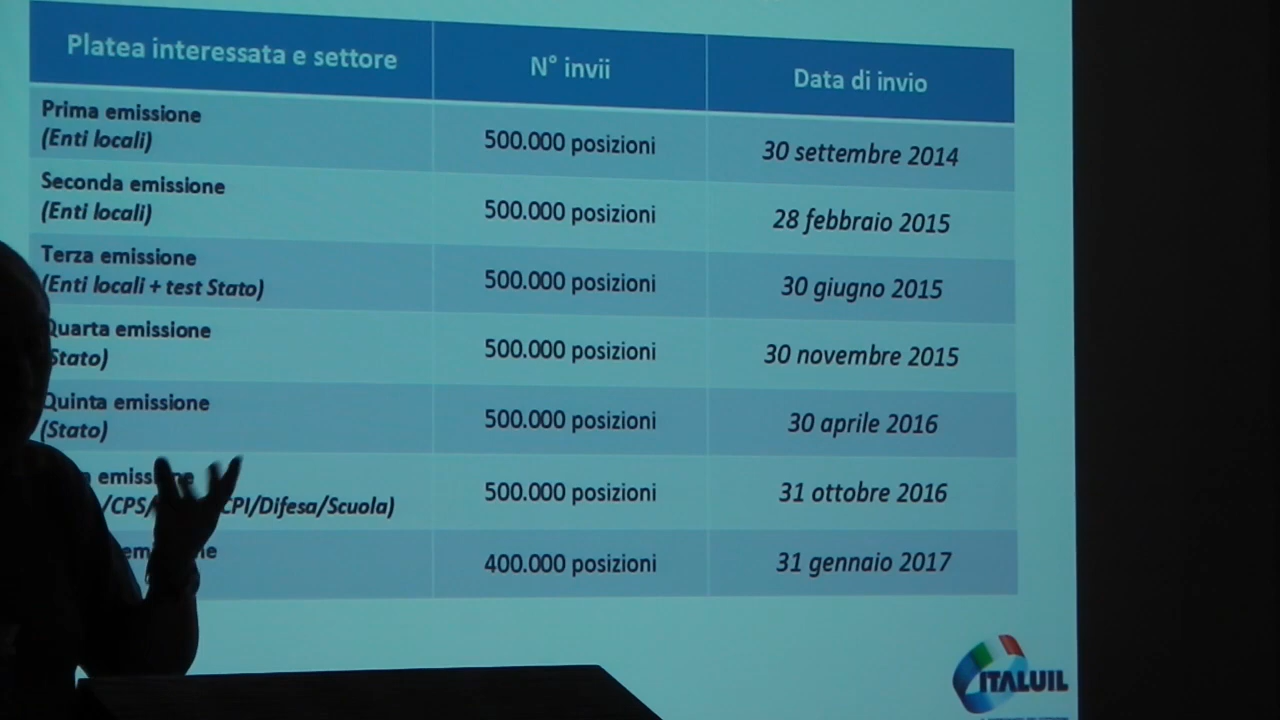 Platea interessata e settore
N° invii
Data di invio
Prima emissione
(Enti locali)
500.000 posizioni
30 settembre 2014
Seconda emissione
(Enti locali)
500.000 posizioni
28 febbraio 2015
Terza emissione
(Enti locali + test Stato)
500.000 posizioni
30 giugno 2015
Quarta emissione
Stato)
500.000 posizioni
30 novembre 2015
Quinta emissione
(Stato)
500.000 posizioni
30 aprile 2016
/CPS/ CPI/Difesa/Scuola)
500.000 posizioni
31 ottobre 2016
400.000 posizioni
31 gennaio 2017
ITALUIL